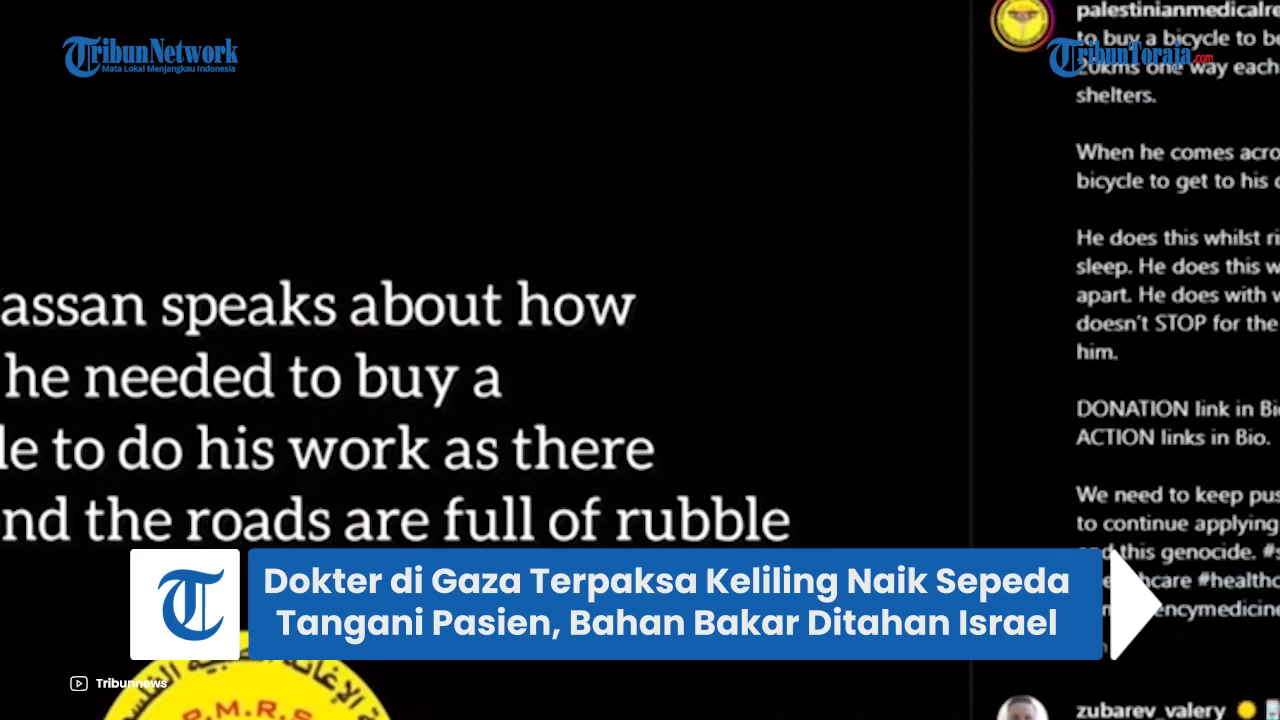 TribunNetwork
Mata Lokal Menjangkau Indonesia
TribunToraja.com
palestinianmedicalre
to buy a bicycle to be
20kms one way each
shelters.
When he comes acro
bicycle to get to his
He does this whilst ri
sleep. He does this w
apart. He does with w
doesn't STOP for the
him.
DONATION link in Bi
ACTION links in Bio.
We need to keep pus
to continue applying
this genocide.
assan speaks about how
he needed to buy a
le to do his work as there
nd the roads are full of rubble
Dokter di Gaza Terpaksa Keliling Naik Sepeda
Tangani Pasien, Bahan Bakar Ditahan Israel
Tribunnews
P.M.R.S
zubarev_valery